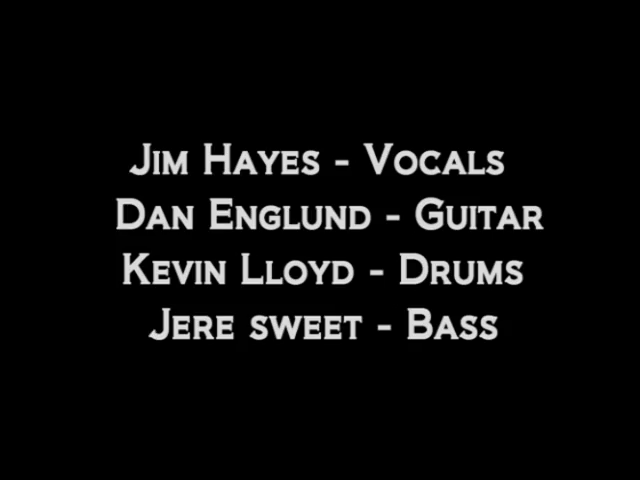 Jim Hayes - Vocals
Dan Englund - Guitar
Kevin Lloyd - Drums
Jere sweet - Bass